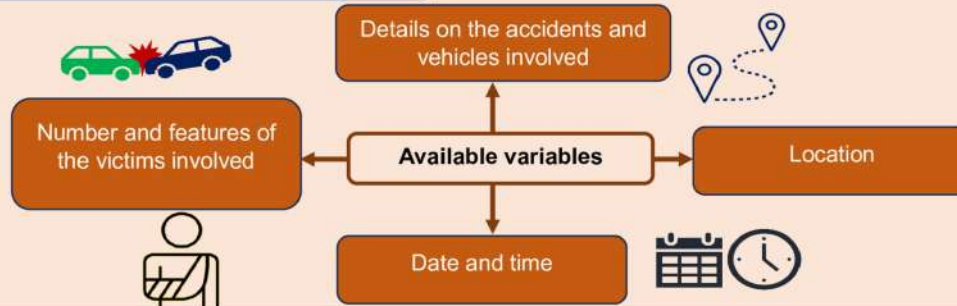 Details on the accidents and
vehicles involved
Number and features of
the victims involved
Available variables
Location
Date and time